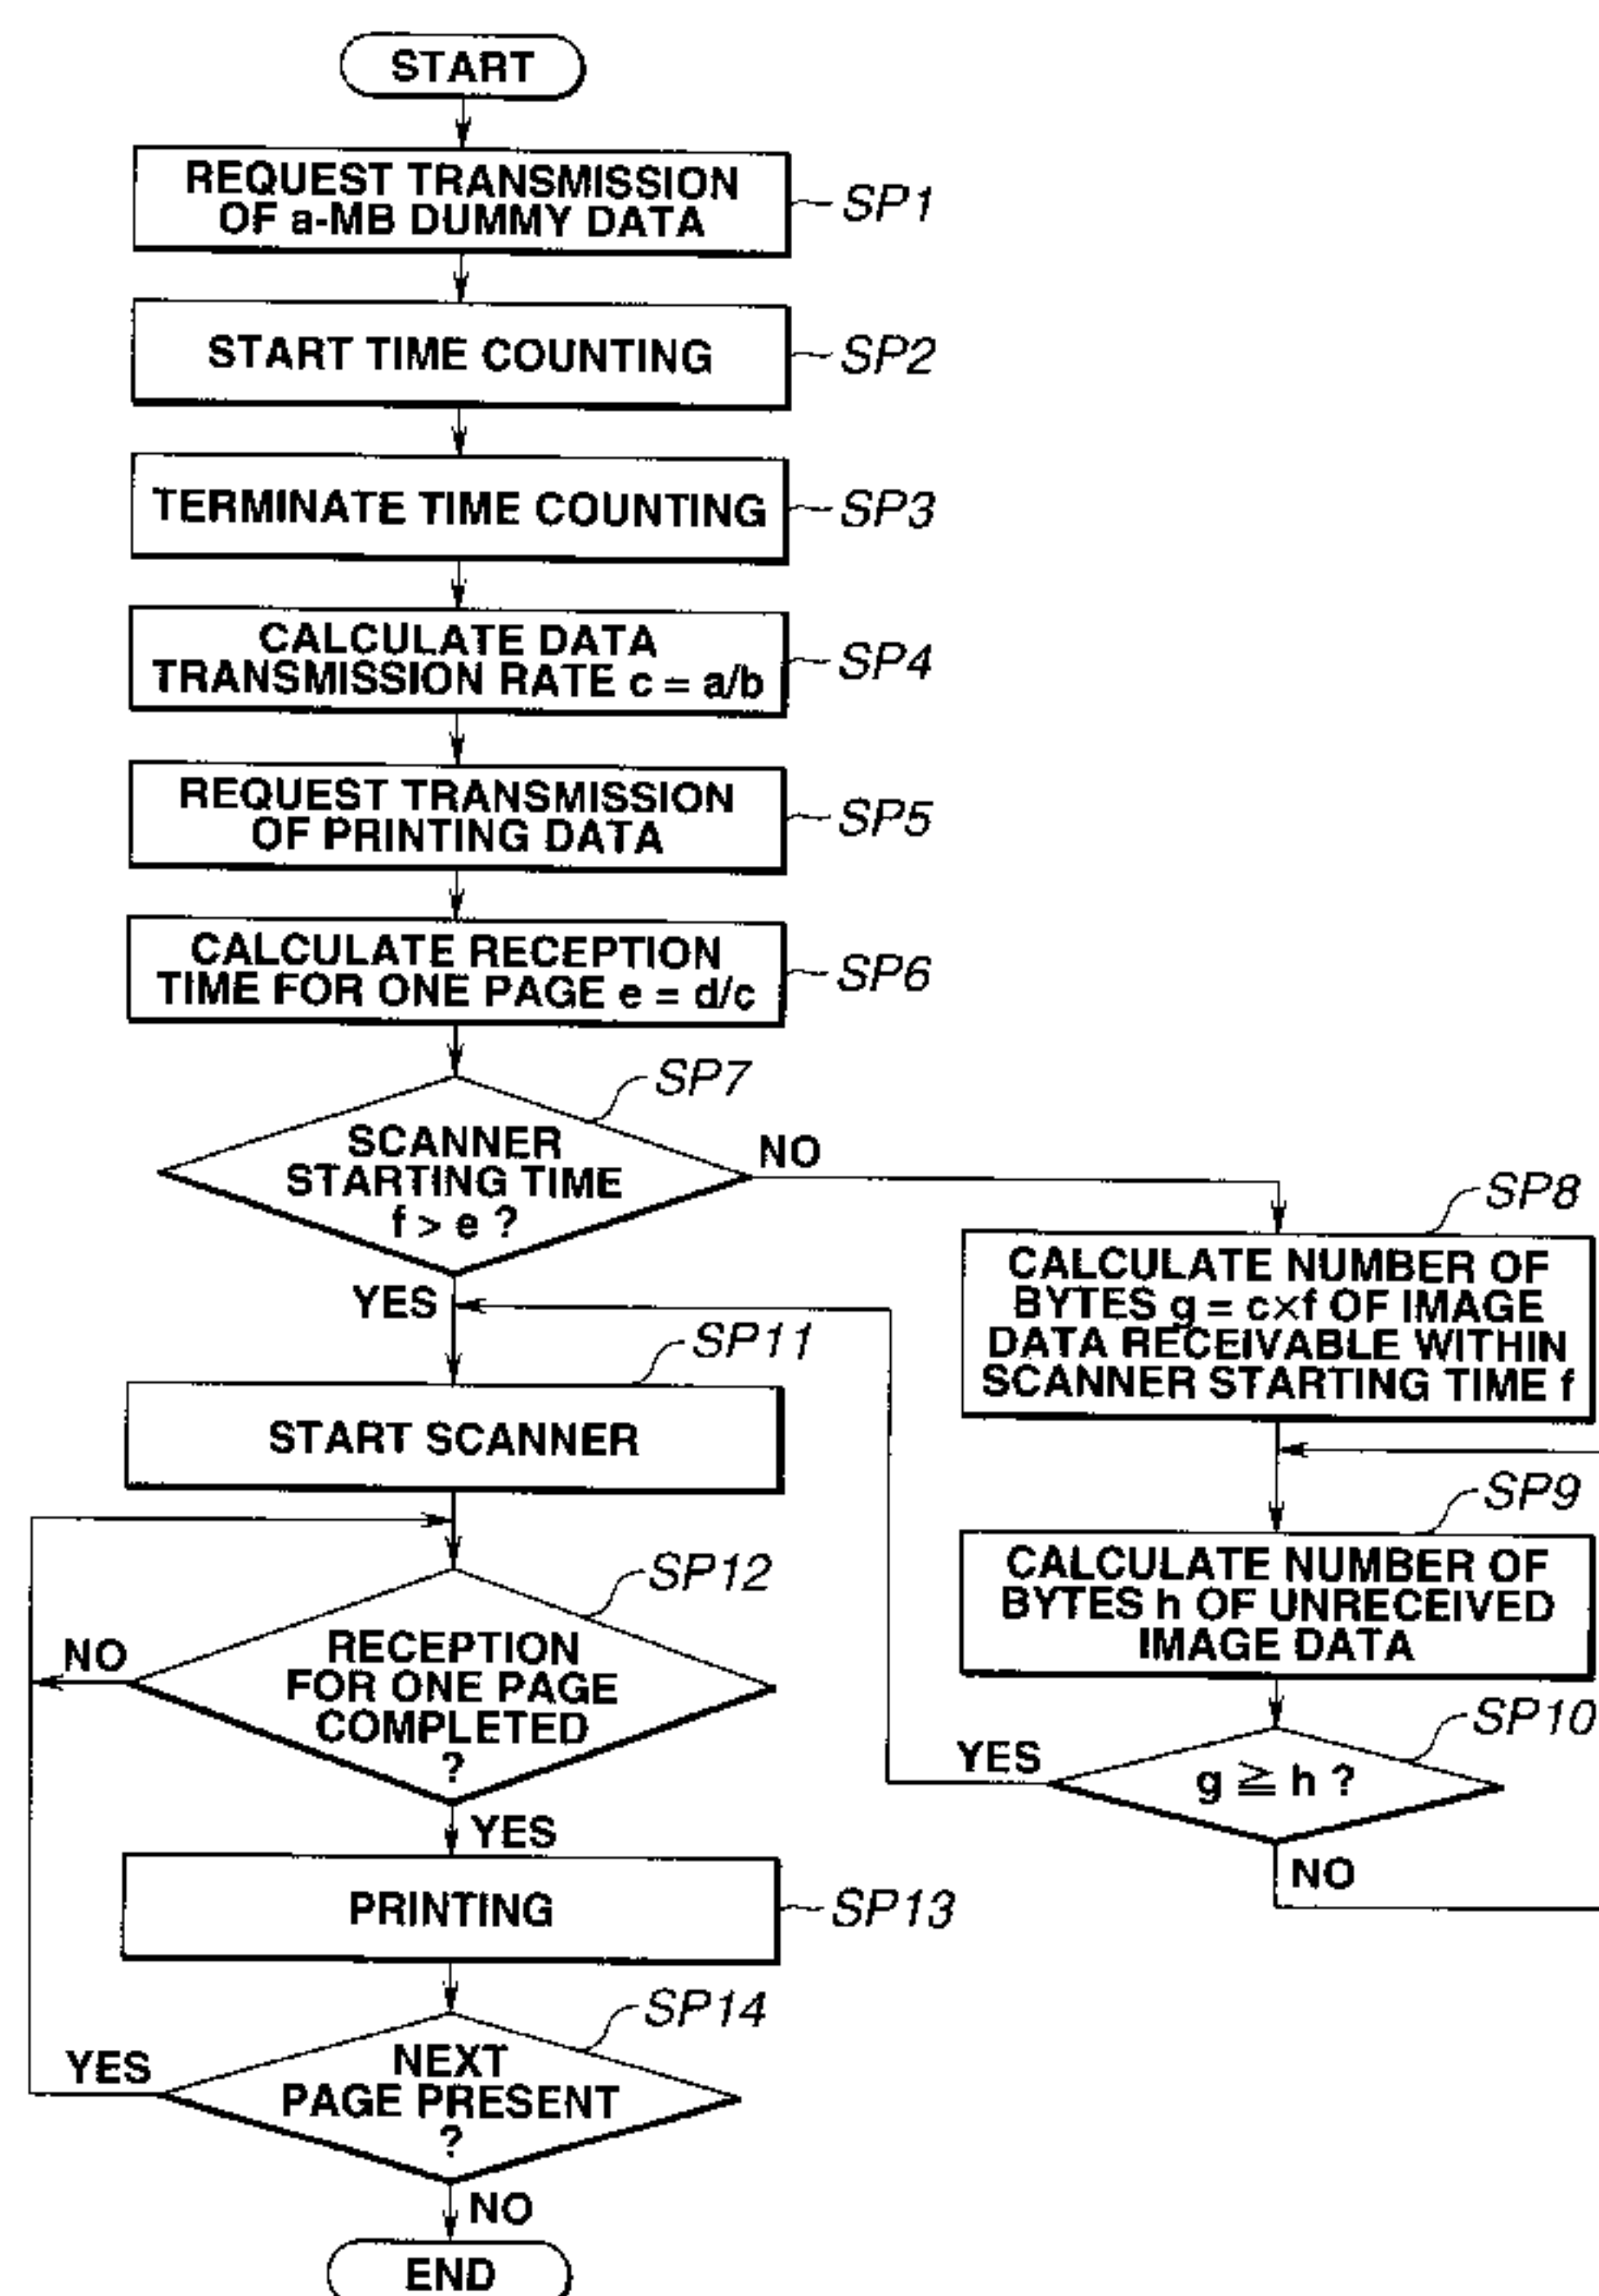 START
REQUEST TRANSMISSION
OF a-MB DUMMY DATA
SP1
START TIME COUNTING
SP2
TERMINATE TIME COUNTING
SP3
CALCULATE DATA
TRANSMISSION RATE c = a/b
SP4
REQUEST TRANSMISSION
OF PRINTING DATA
SP5
CALCULATE RECEPTION
TIME FOR ONE PAGE e = d/c
SP6
SP7
SCANNER
STARTING TIME
f > e ?
NO
YES
SP8
CALCULATE NUMBER OF
BYTES g = c×f OF IMAGE
DATA RECEIVABLE WITHIN
SCANNER STARTING TIME f
SP9
CALCULATE NUMBER OF
BYTES h OF UNRECEIVED
IMAGE DATA
SP10
g ≧ h ?
YES
NO
SP11
START SCANNER
SP12
RECEPTION
FOR ONE PAGE
COMPLETED
?
NO
YES
PRINTING
SP13
SP14
NEXT
PAGE PRESENT
?
YES
NO
END